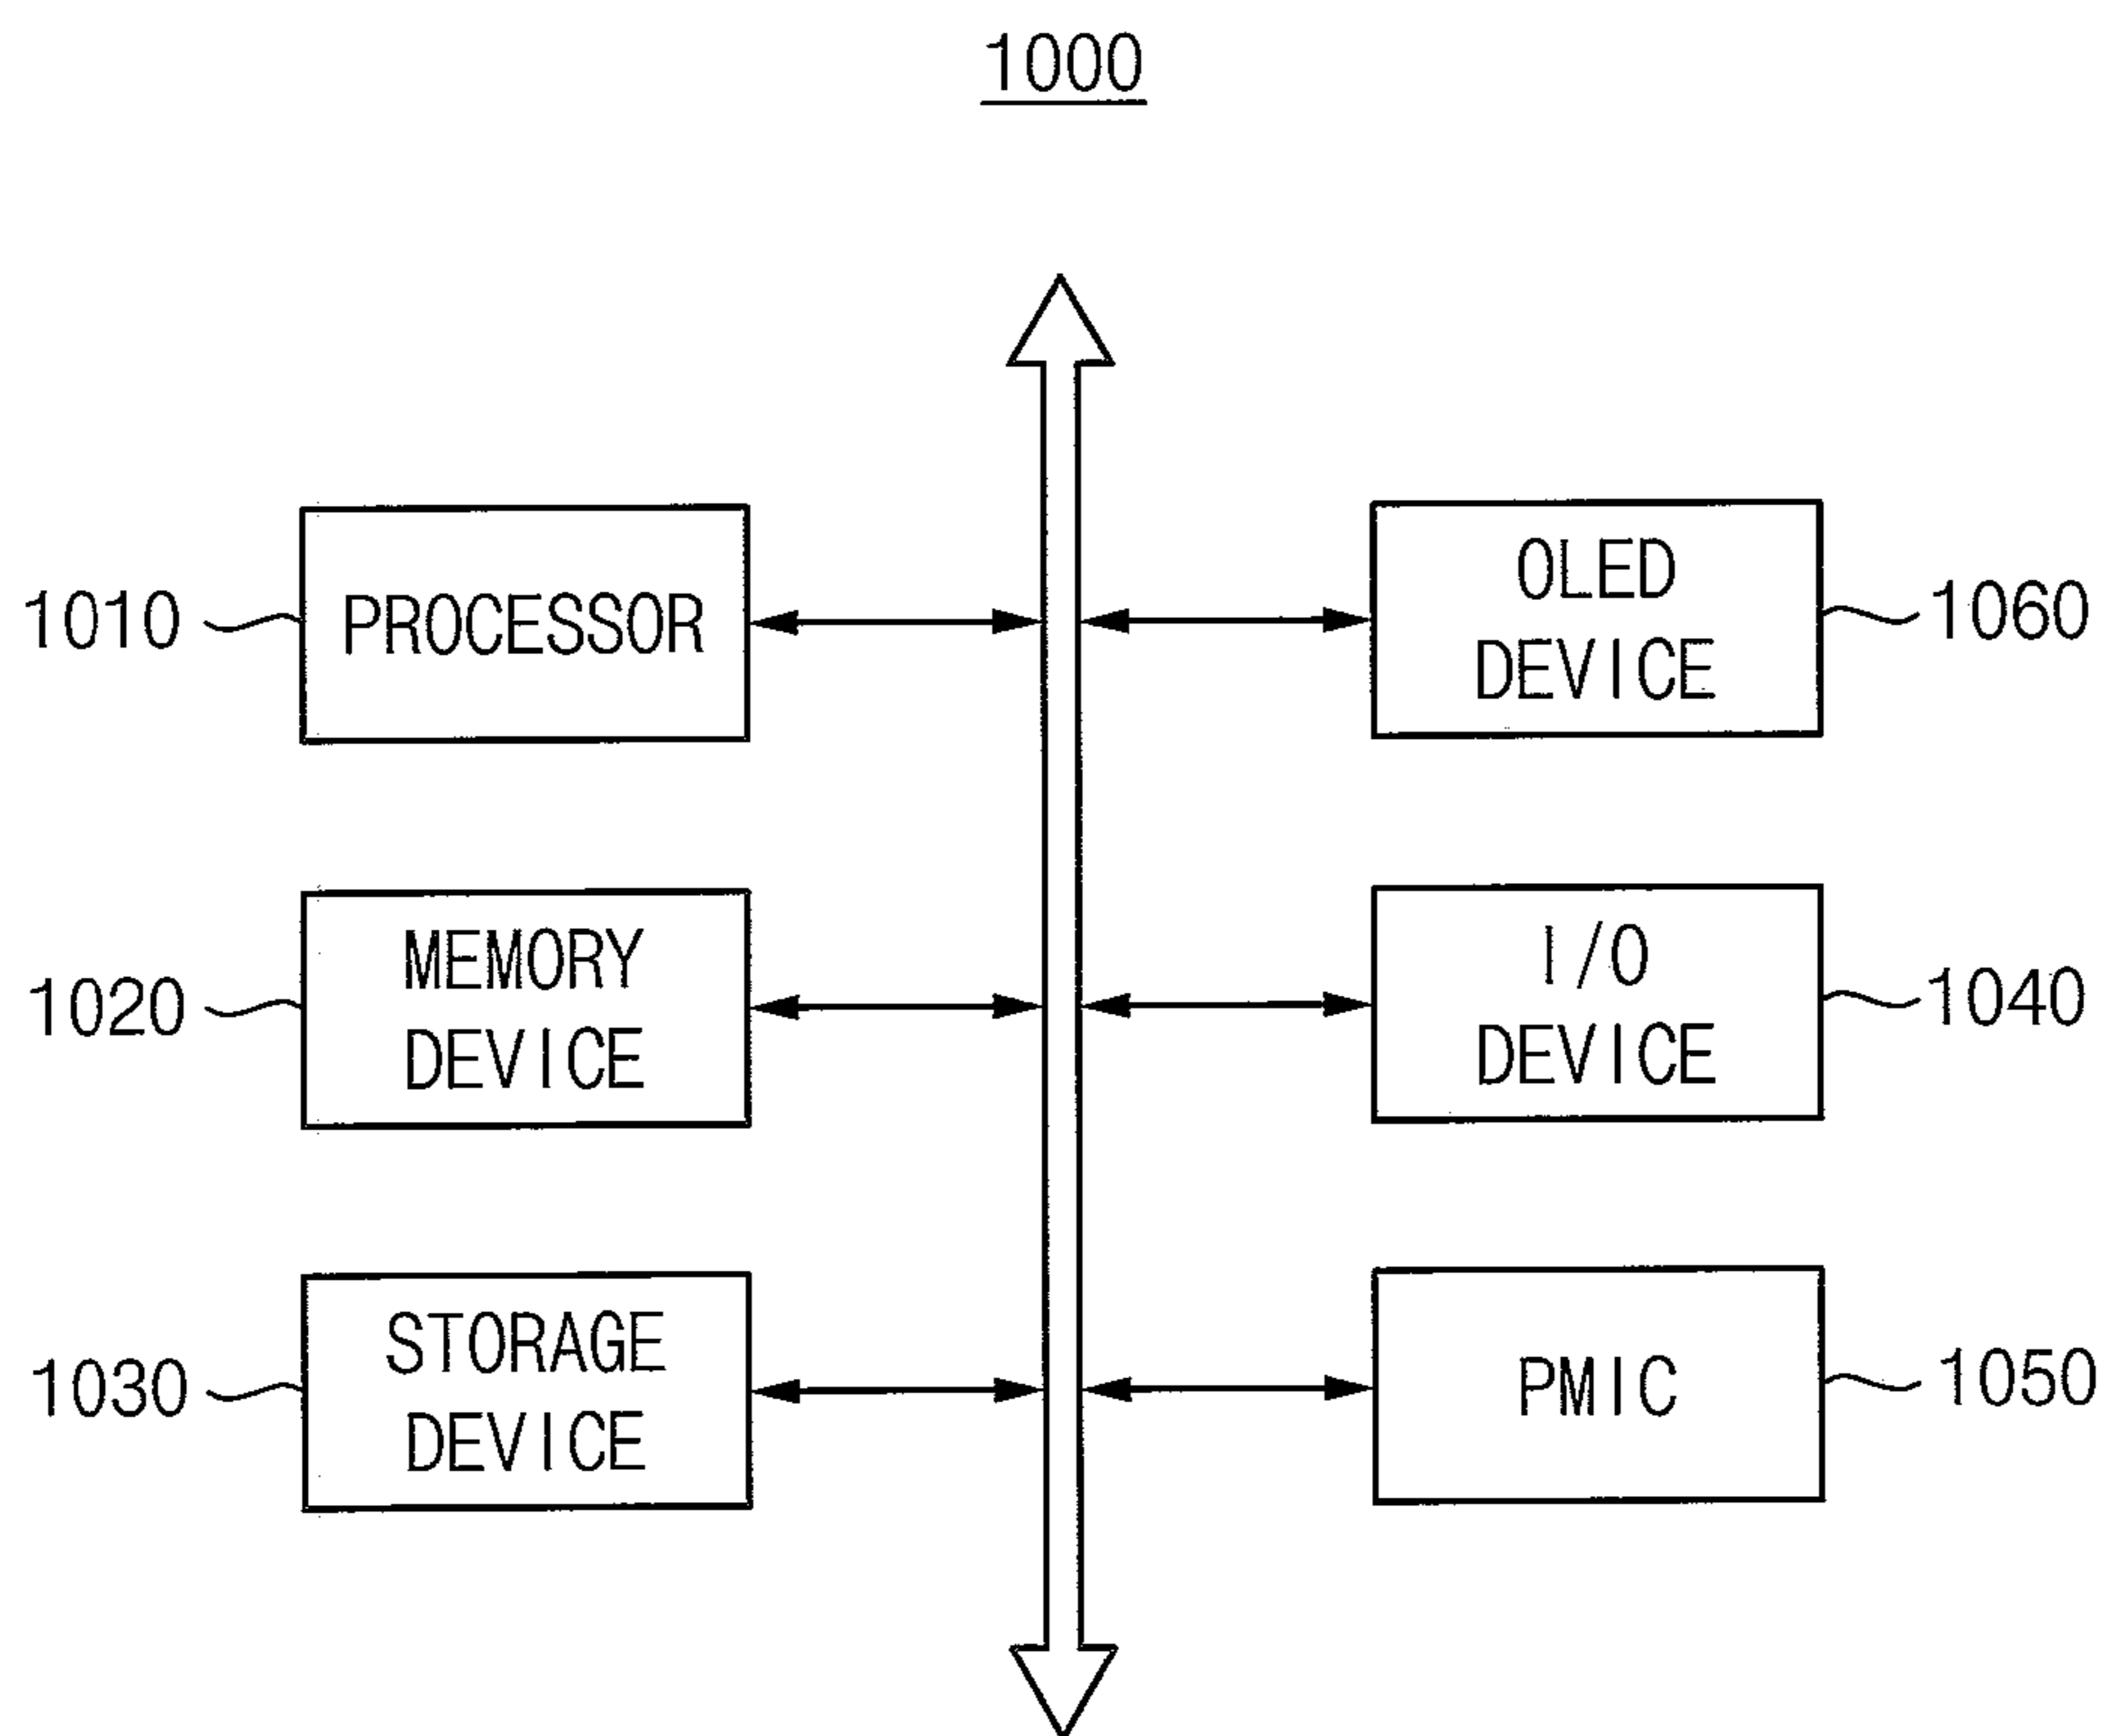 1000
1010
PROCESSOR
OLED
DEVICE
1060
1020
MEMORY
DEVICE
I/O
DEVICE
1040
1030
STORAGE
DEVICE
PMIC
1050